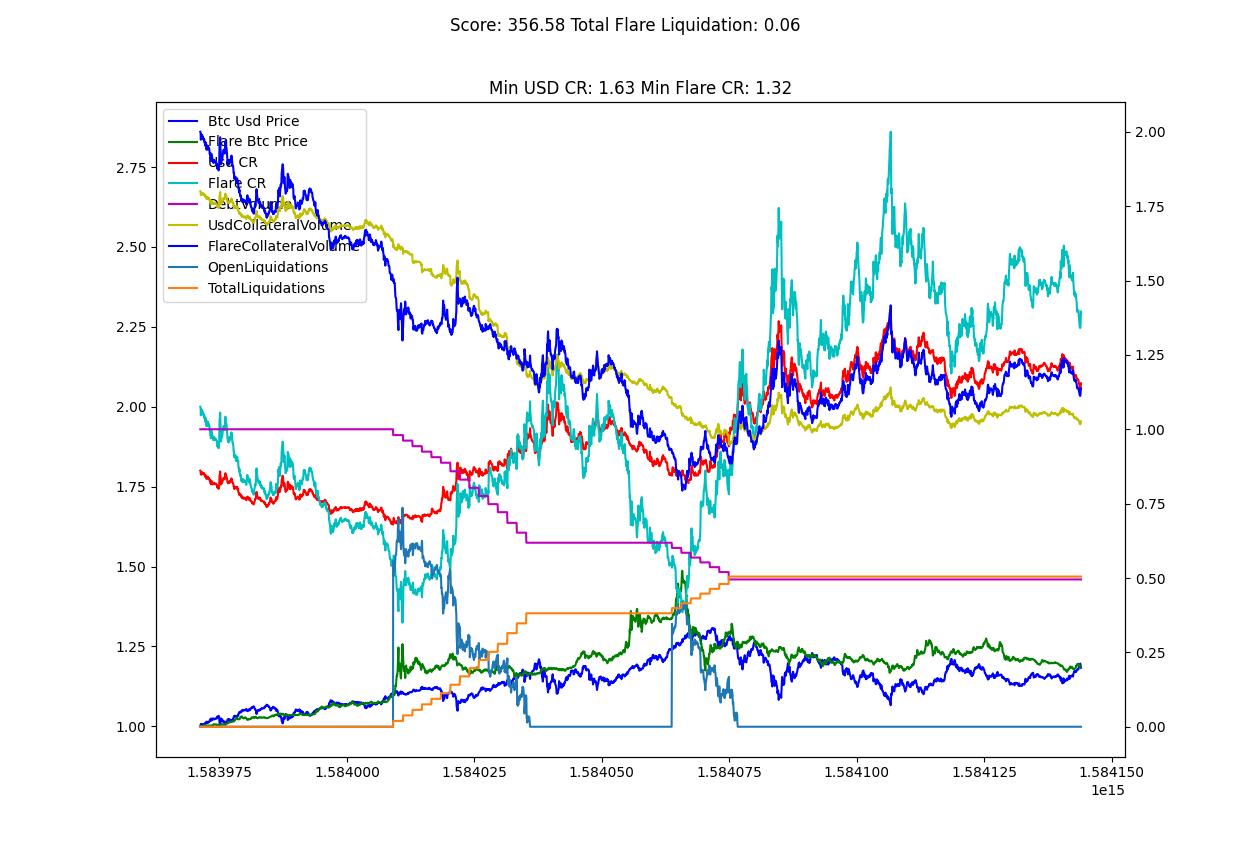 Score: 356.58 Total Flare Liquidation: 0.06
Min USD CR: 1.63 Min Flare CR: 1.32
Btc Usd Price
Flare Btc Price
Usd CR
Flare CR
DebtVolume
UsdCollateralVolume
FlareCollateralVolume
OpenLiquidations
TotalLiquidations
2.75
2.50
2.25
2.00
1.75
1.50
1.25
1.00
2.00
1.75
1.50
1.25
1.00
0.75
0.50
0.25
0.00
1.583975 1.584000 1.584025 1.584050 1.584075 1.584100 1.584125 1.584150
1e15